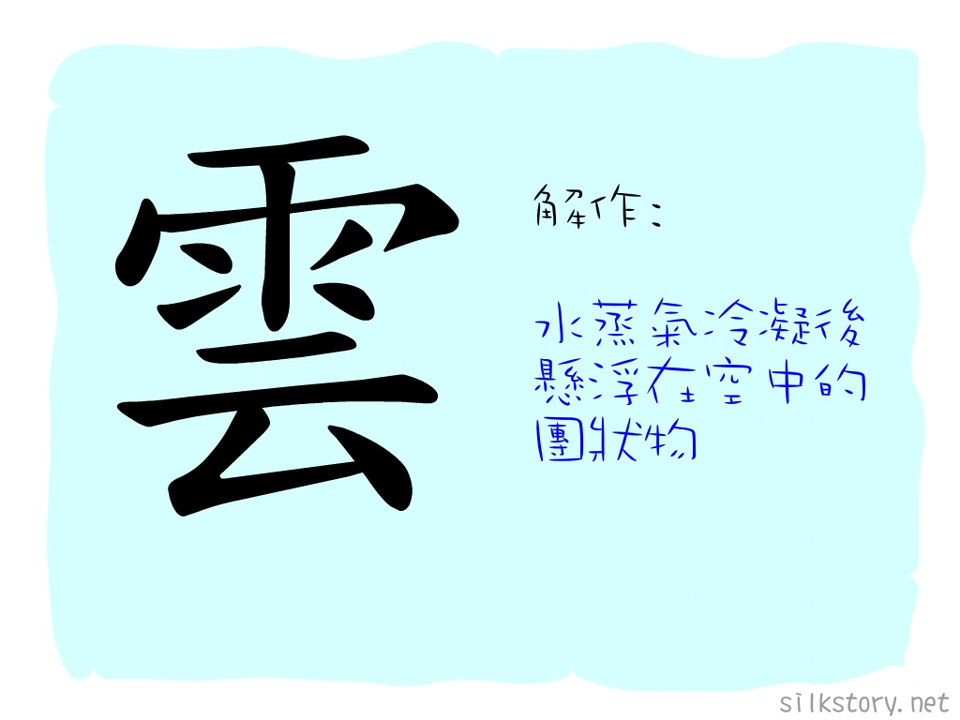 雲
解作：
水蒸氣冷凝後
懸浮在空中的
團狀物
silkstory.net